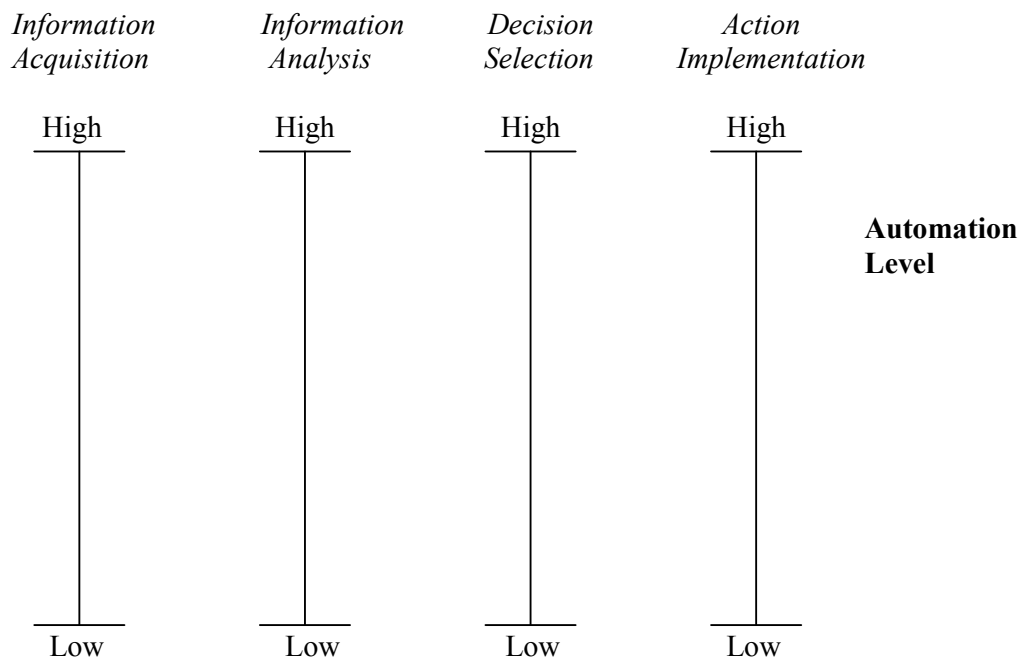 Information Acquisition
Information Analysis
Decision Selection
Action Implementation
High High High High
Automation
Level
Low Low Low Low